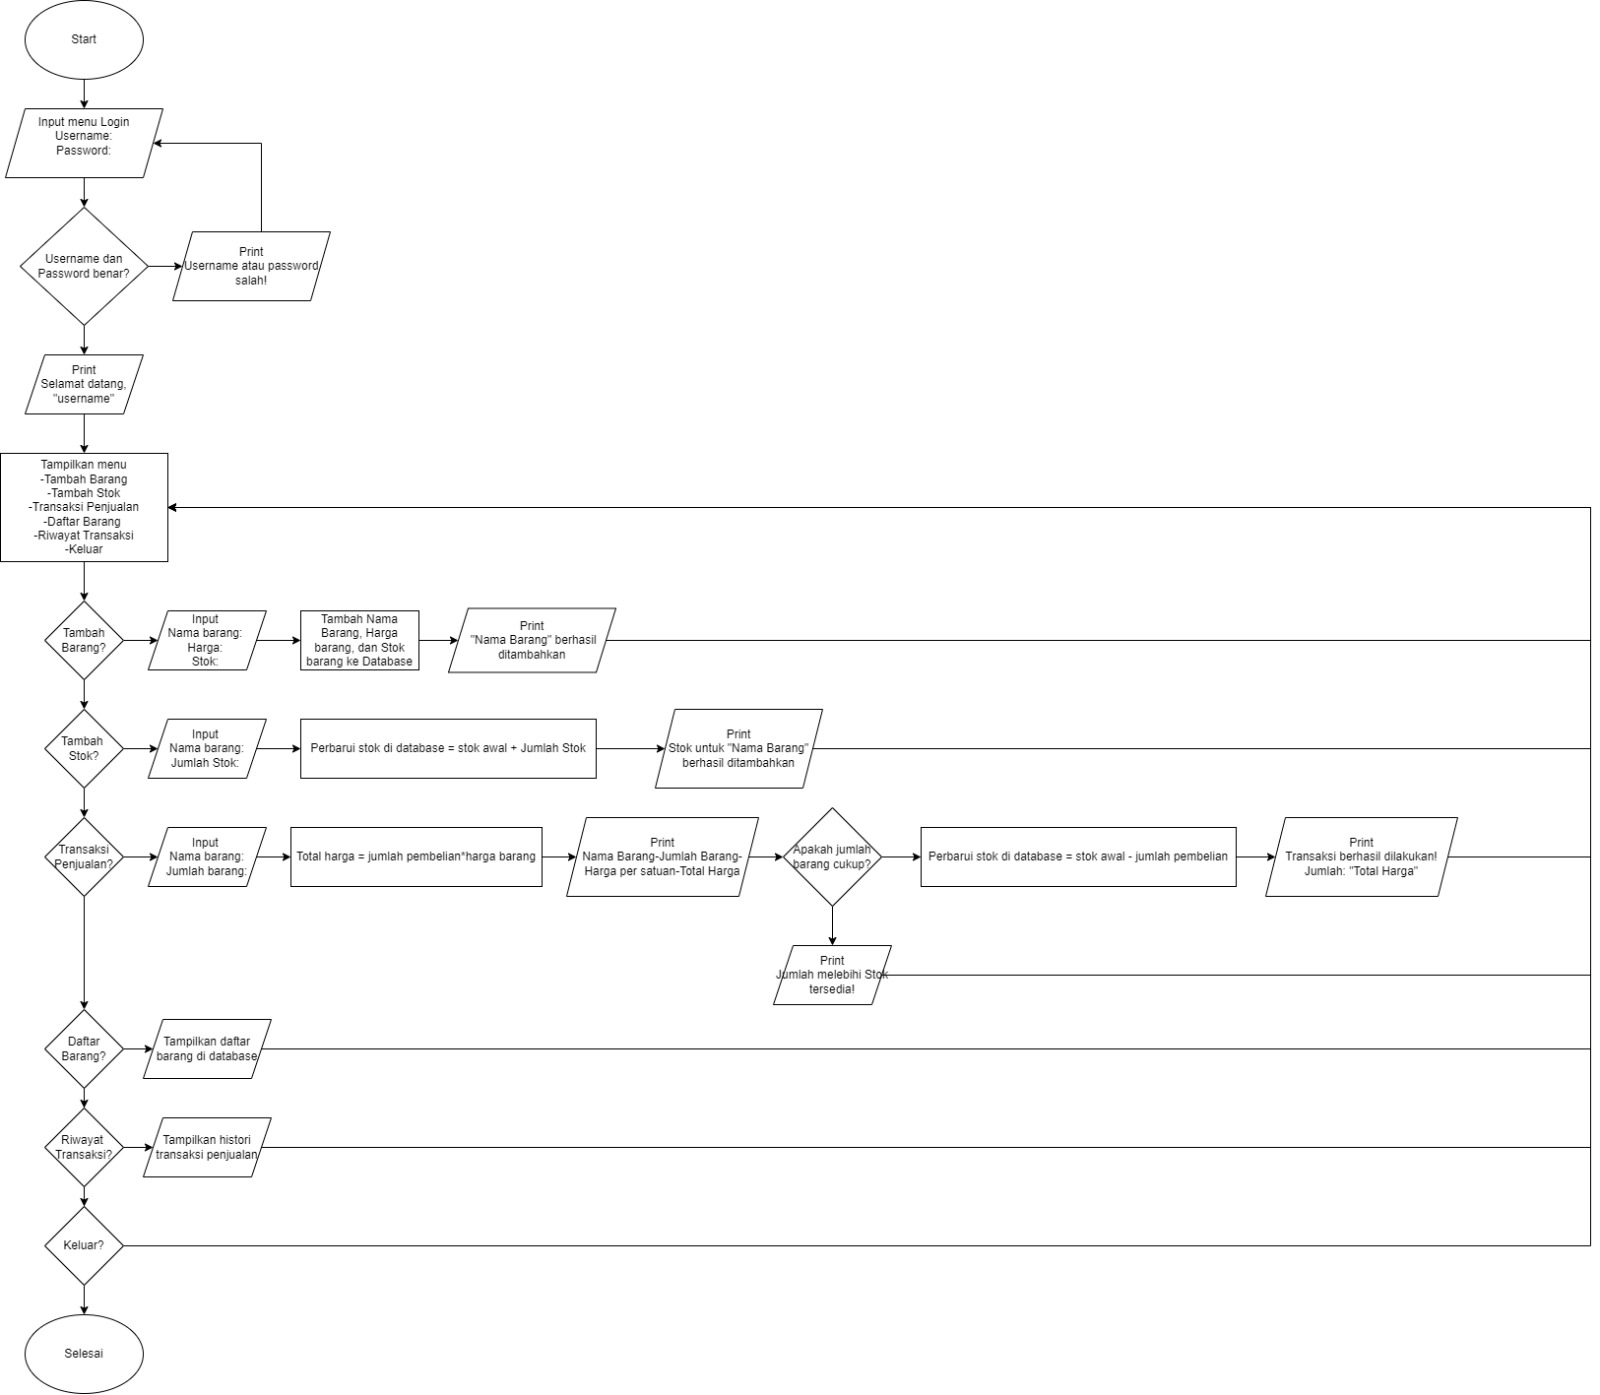 Start
Input menu Login
Username:
Password:
Username dan
Password benar?
Print
Username atau password
salah!
Print
Selamat datang,
"username"
Tampilkan menu
-Tambah Barang
-Tambah Stok
-Transaksi Penjualan
-Daftar Barang
-Riwayat Transaksi
-Keluar
Tambah
Barang?
Input
Nama barang:
Harga:
Stok:
Tambah Nama
Barang, Harga
barang, dan Stok
barang ke Database
Print
"Nama Barang" berhasil
ditambahkan
Tambah
Stok?
Input
Nama barang:
Jumlah Stok:
Perbarui stok di database = stok awal + Jumlah Stok
Print
Stok untuk "Nama Barang"
berhasil ditambahkan
Transaksi
Penjualan?
Input
Nama barang:
Jumlah barang:
Total harga = jumlah pembelian*harga barang
Print
Nama Barang-Jumlah Barang-
Harga per satuan-Total Harga
Apakah jumlah
barang cukup?
Perbarui stok di database = stok awal - jumlah pembelian
Print
Transaksi berhasil dilakukan!
Jumlah: "Total Harga"
Print
Jumlah melebihi Stok
tersedia!
Daftar
Barang?
Tampilkan daftar
barang di database
Riwayat
Transaksi?
Tampilkan histori
transaksi penjualan
Keluar?
Selesai